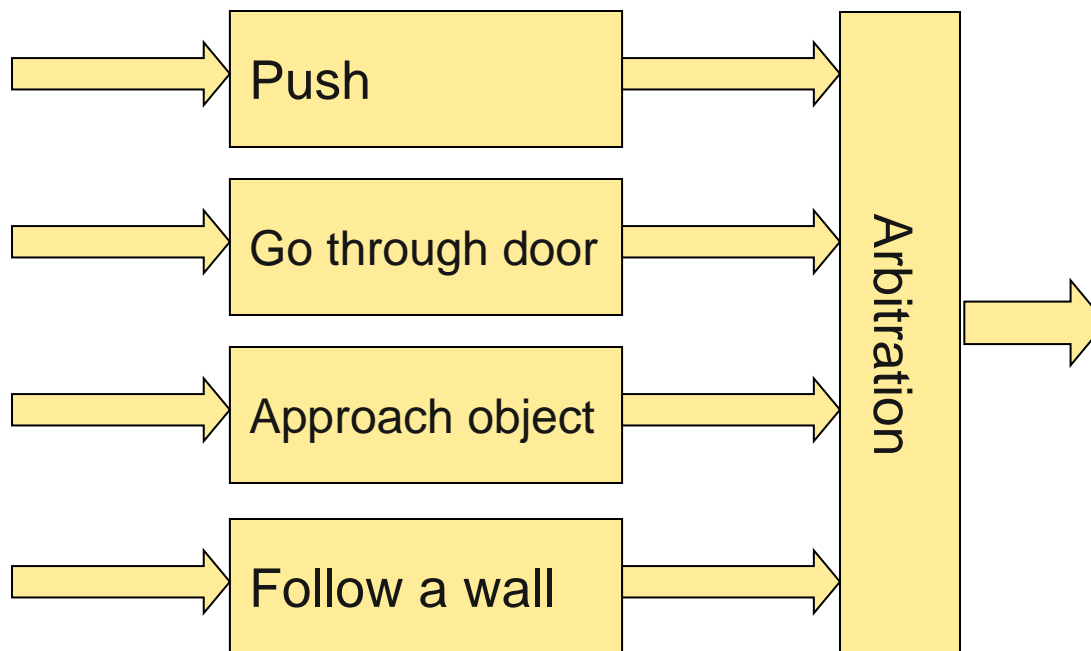 Push
Go through door
Approach object
Follow a wall
Arbitration